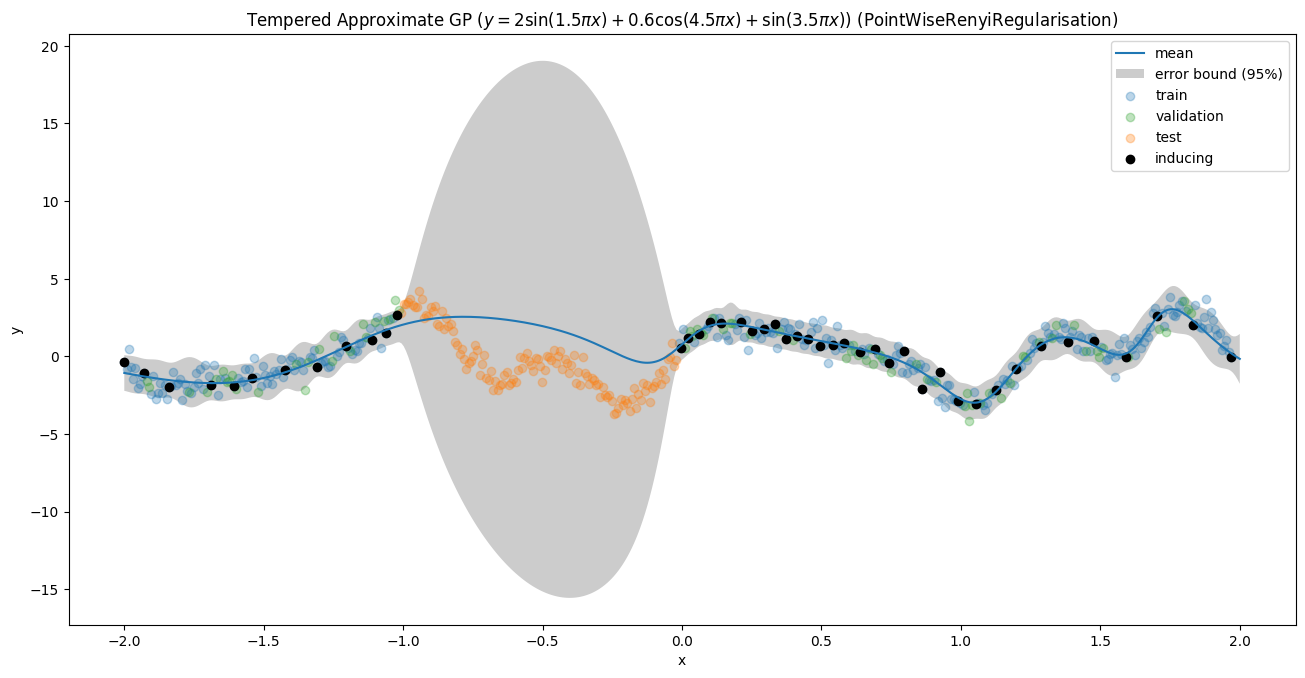 Tempered Approximate GP (y = 2sin(1.5πx) + 0.6cos(4.5πx) + sin(3.5πx)) (PointWiseRenyiRegularisation)
mean
error bound (95%)
train
validation
test
inducing
20
15
10
5
0
−5
−10
−15
y
−2.0 −1.5 −1.0 −0.5 0.0 0.5 1.0 1.5 2.0
x